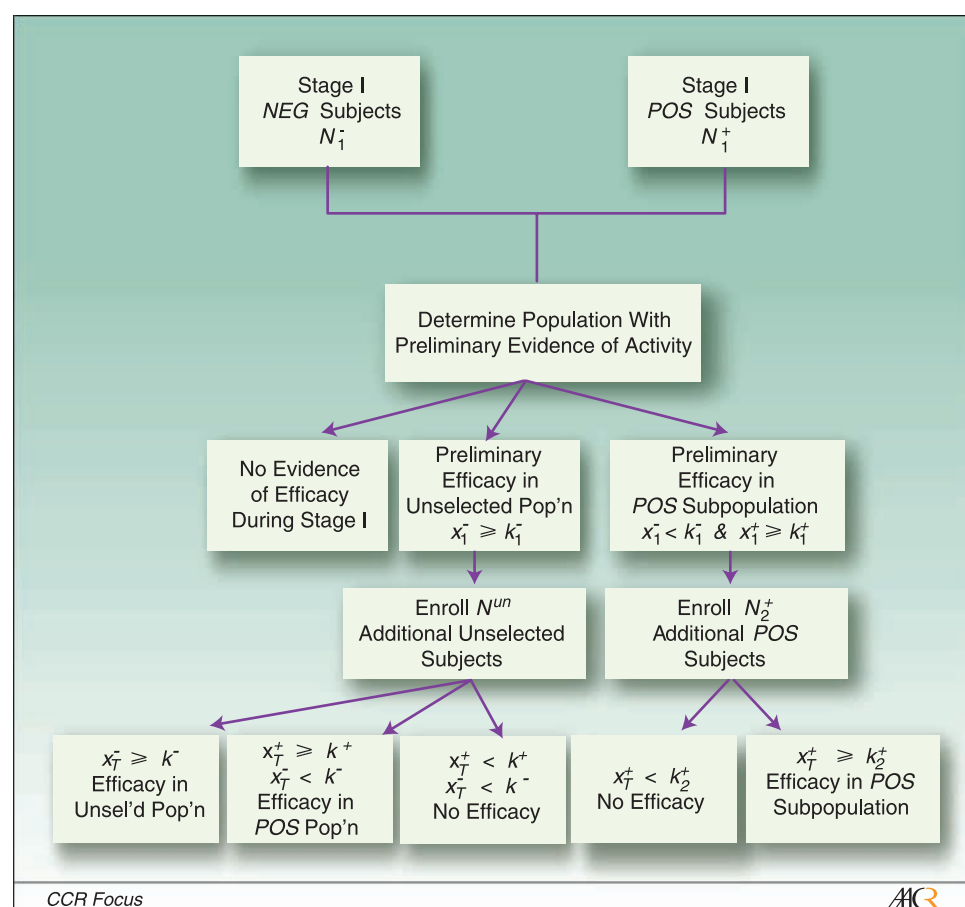 Stage I
NEG Subjects
N₁⁻
Stage I
POS Subjects
N₁⁺
Determine Population With
Preliminary Evidence of Activity
No Evidence
of Efficacy
During Stage I
Preliminary
Efficacy in
Unselected Pop'n
x₁⁻ ⩾ k₁⁻
Preliminary
Efficacy in
POS Subpopulation
x₁⁻ < k₁⁻ & x₁⁺ ⩾ k₁⁺
Enroll Nᵘⁿ
Additional Unselected
Subjects
Enroll N₂⁺
Additional POS
Subjects
x_T⁻ ⩾ k⁻
Efficacy in
Unsel'd Pop'n
x_T⁺ ⩾ k⁺
x_T⁻ < k⁻
Efficacy in
POS Pop'n
x_T⁺ < k⁺
x_T⁻ < k⁻
No Efficacy
x_T⁺ < k₂⁺
No Efficacy
x_T⁺ ⩾ k₂⁺
Efficacy in POS
Subpopulation
CCR Focus
AACR